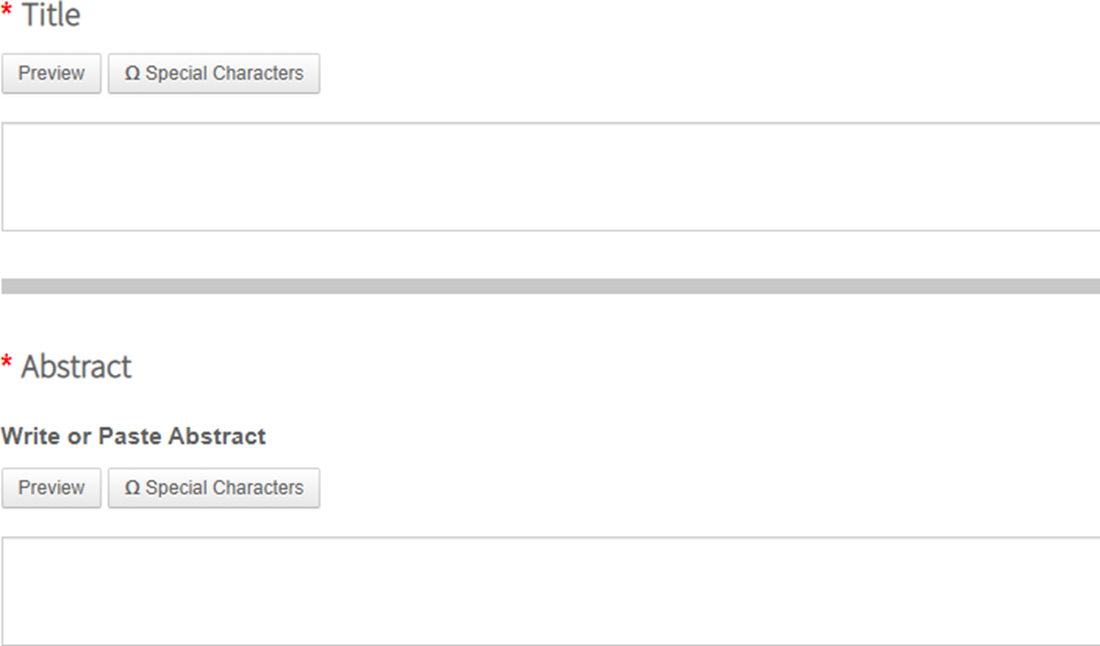 * Title
Preview Ω Special Characters
* Abstract
Write or Paste Abstract
Preview Ω Special Characters